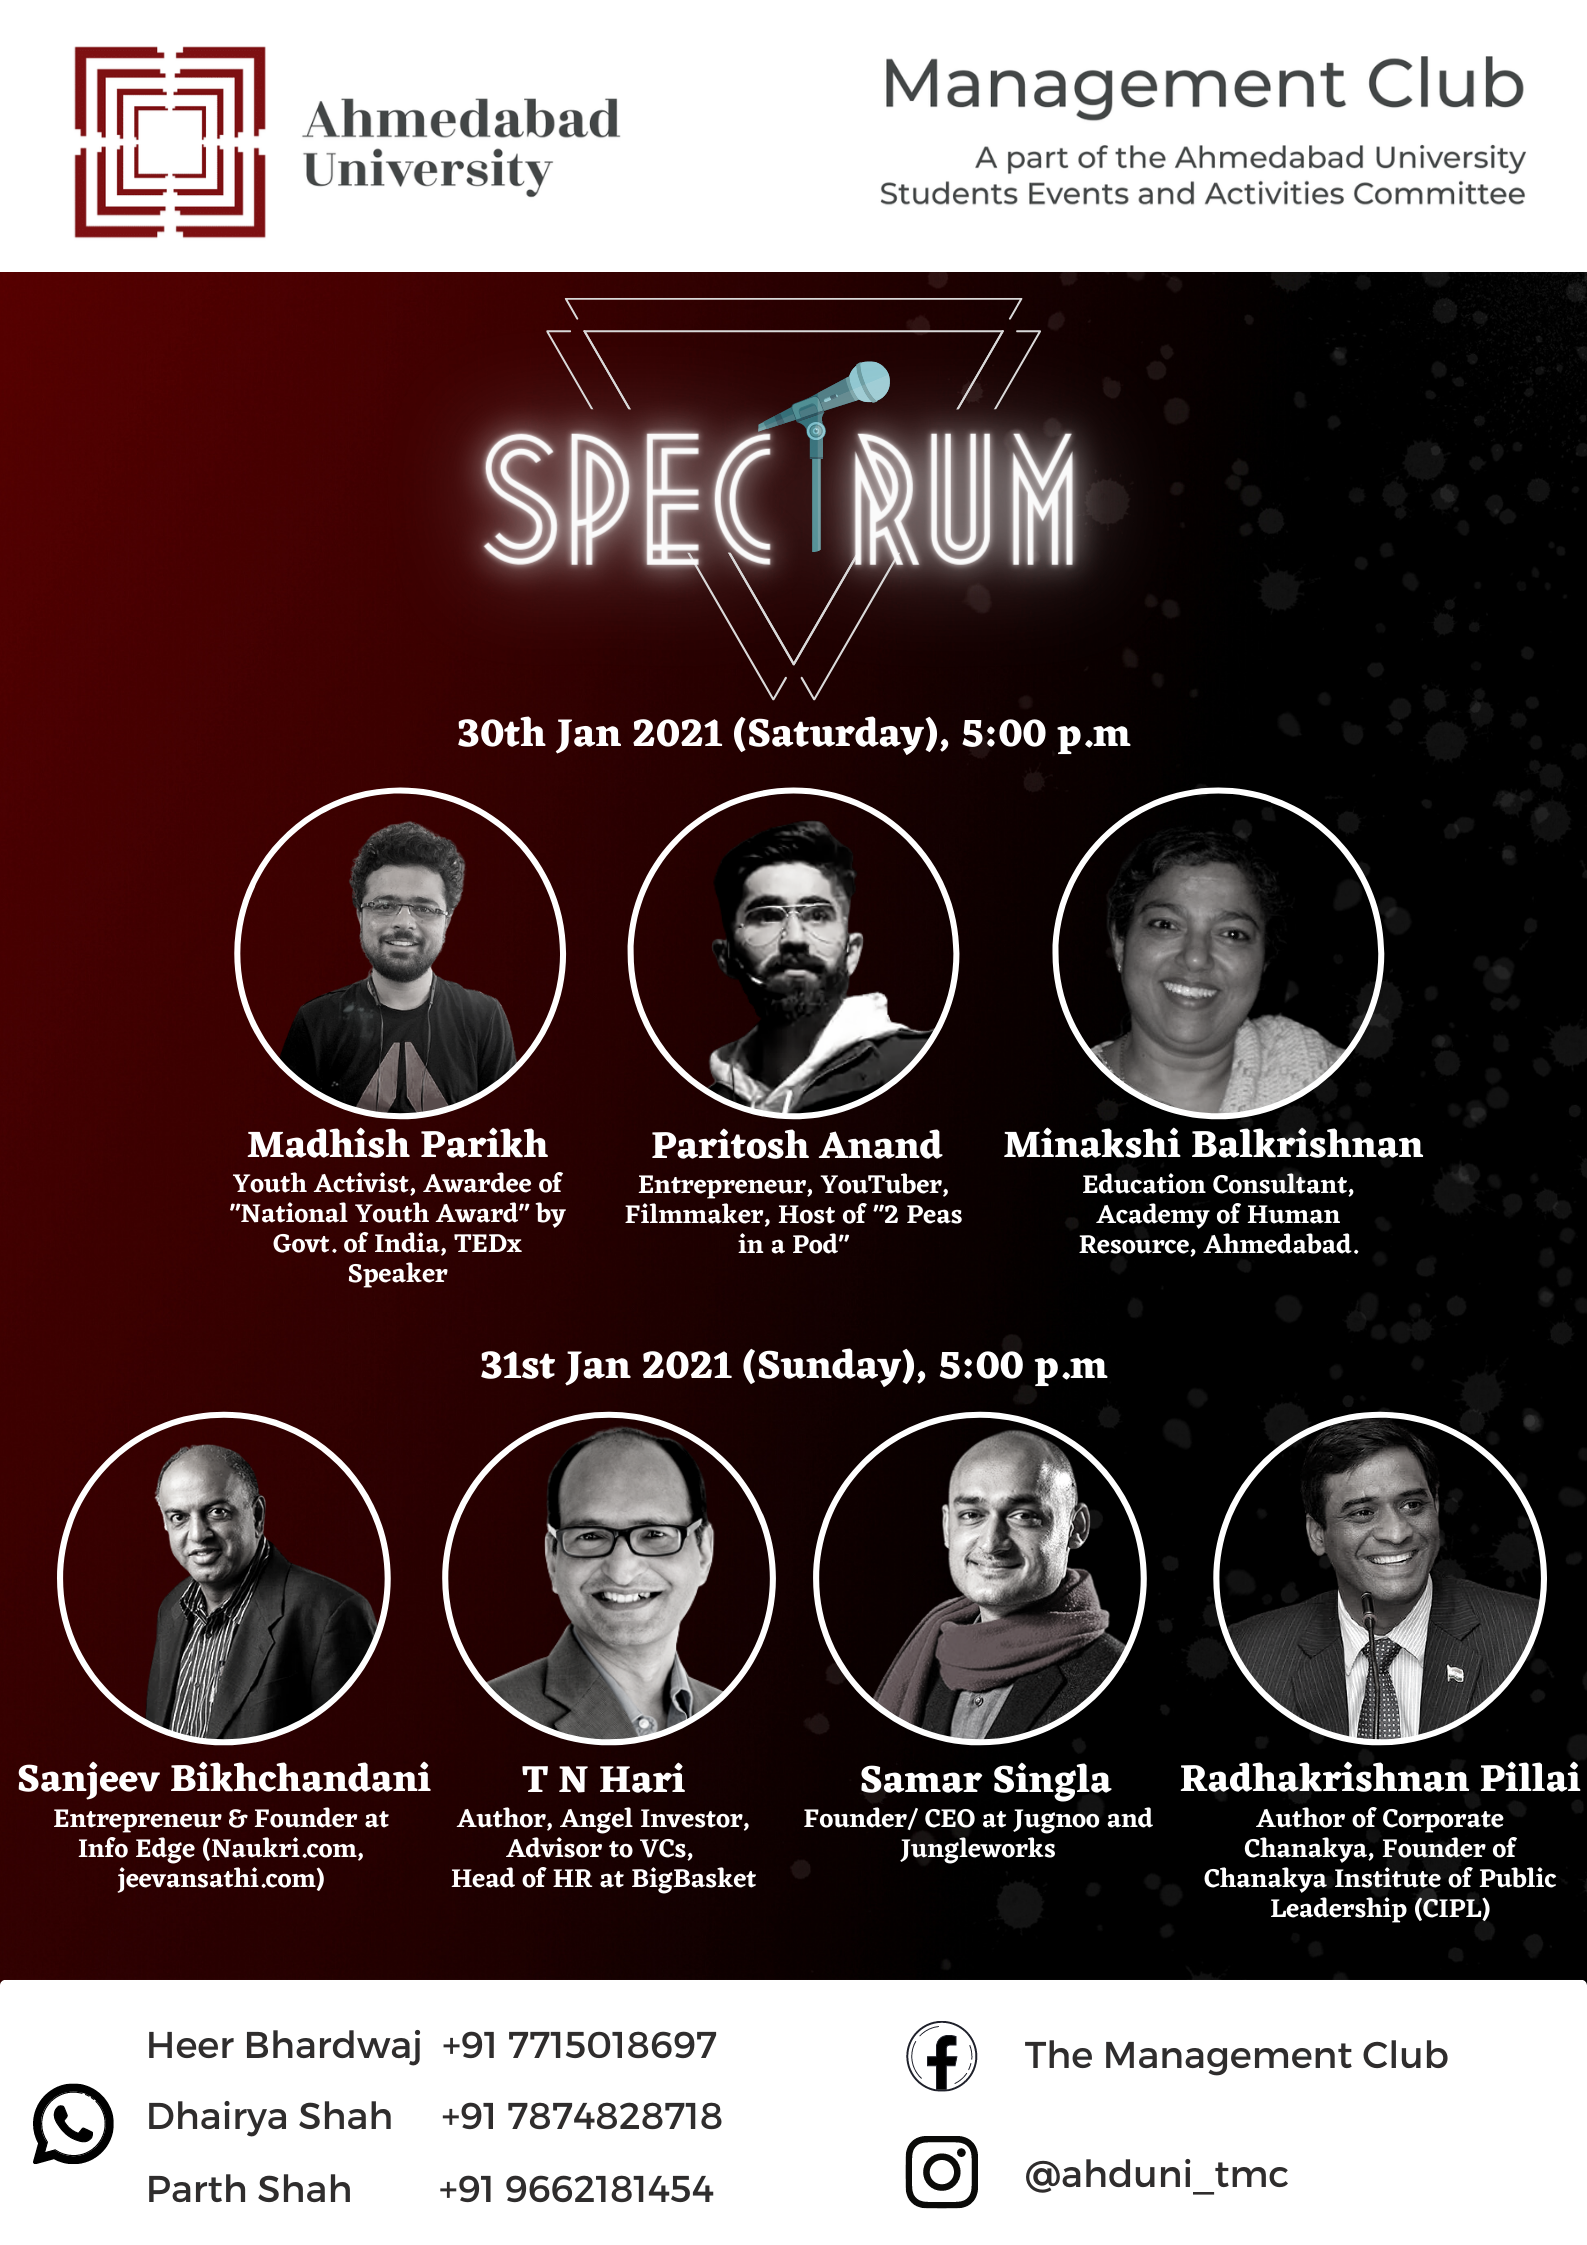 Ahmedabad
University
Management Club
A part of the Ahmedabad University
Students Events and Activities Committee
SPECTRUM
30th Jan 2021 (Saturday), 5:00 p.m
Madhish Parikh
Youth Activist, Awardee of
"National Youth Award" by
Govt. of India, TEDx
Speaker
Paritosh Anand
Entrepreneur, YouTuber,
Filmmaker, Host of "2 Peas
in a Pod"
Minakshi Balkrishnan
Education Consultant,
Academy of Human
Resource, Ahmedabad.
31st Jan 2021 (Sunday), 5:00 p.m
Sanjeev Bikhchandani
Entrepreneur & Founder at
Info Edge (Naukri.com,
jeevansathi.com)
T N Hari
Author, Angel Investor,
Advisor to VCs,
Head of HR at BigBasket
Samar Singla
Founder/ CEO at Jugnoo and
Jungleworks
Radhakrishnan Pillai
Author of Corporate
Chanakya, Founder of
Chanakya Institute of Public
Leadership (CIPL)
Heer Bhardwaj +91 7715018697
Dhairya Shah +91 7874828718
Parth Shah +91 9662181454
The Management Club
@ahduni_tmc